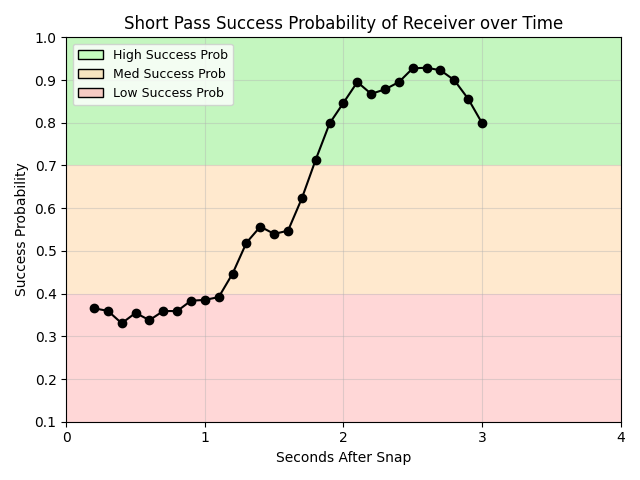 Short Pass Success Probability of Receiver over Time
High Success Prob
Med Success Prob
Low Success Prob
Success Probability
1.0
0.9
0.8
0.7
0.6
0.5
0.4
0.3
0.2
0.1
0 1 2 3 4
Seconds After Snap